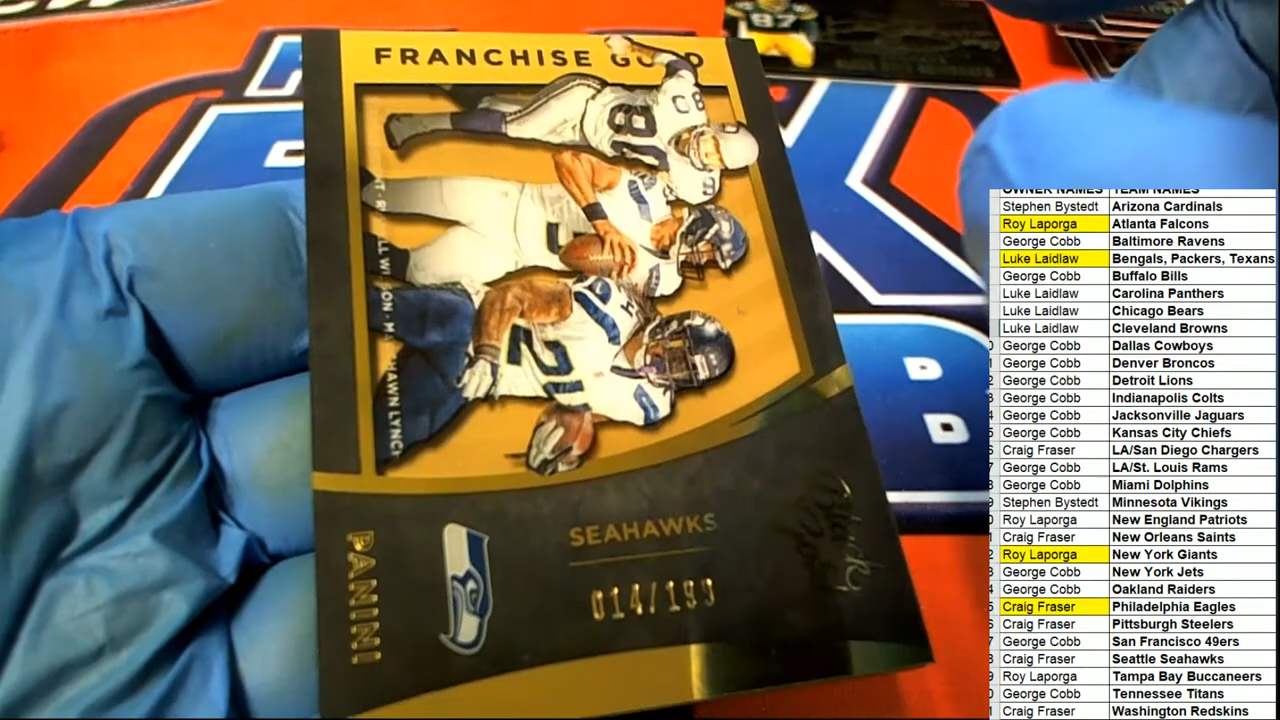 87
FRANCHISE
80
RUSSELL WILSON · MARSHAWN LYNCH
SEAHAWKS
014/199
PANINI
OWNER NAMES TEAM NAMES
Stephen Bystedt Arizona Cardinals
Roy Laporga Atlanta Falcons
George Cobb Baltimore Ravens
Luke Laidlaw Bengals, Packers, Texans
George Cobb Buffalo Bills
Luke Laidlaw Carolina Panthers
Luke Laidlaw Chicago Bears
Luke Laidlaw Cleveland Browns
George Cobb Dallas Cowboys
George Cobb Denver Broncos
George Cobb Detroit Lions
George Cobb Indianapolis Colts
George Cobb Jacksonville Jaguars
George Cobb Kansas City Chiefs
Craig Fraser LA/San Diego Chargers
George Cobb LA/St. Louis Rams
George Cobb Miami Dolphins
Stephen Bystedt Minnesota Vikings
Roy Laporga New England Patriots
Craig Fraser New Orleans Saints
Roy Laporga New York Giants
George Cobb New York Jets
George Cobb Oakland Raiders
Craig Fraser Philadelphia Eagles
Craig Fraser Pittsburgh Steelers
George Cobb San Francisco 49ers
Craig Fraser Seattle Seahawks
Roy Laporga Tampa Bay Buccaneers
George Cobb Tennessee Titans
Craig Fraser Washington Redskins